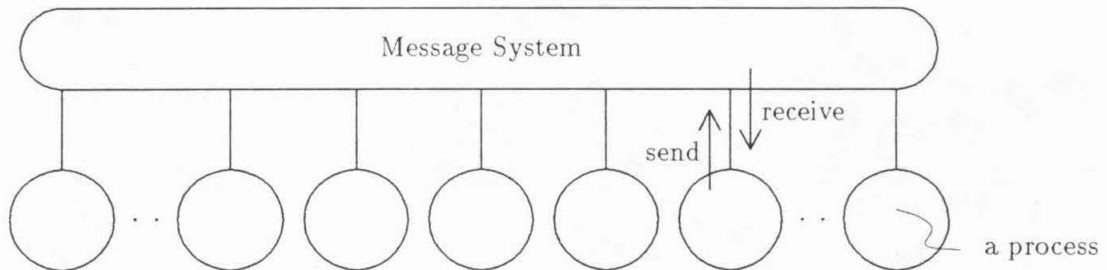 Message System
receive
send
. .
. .
a process